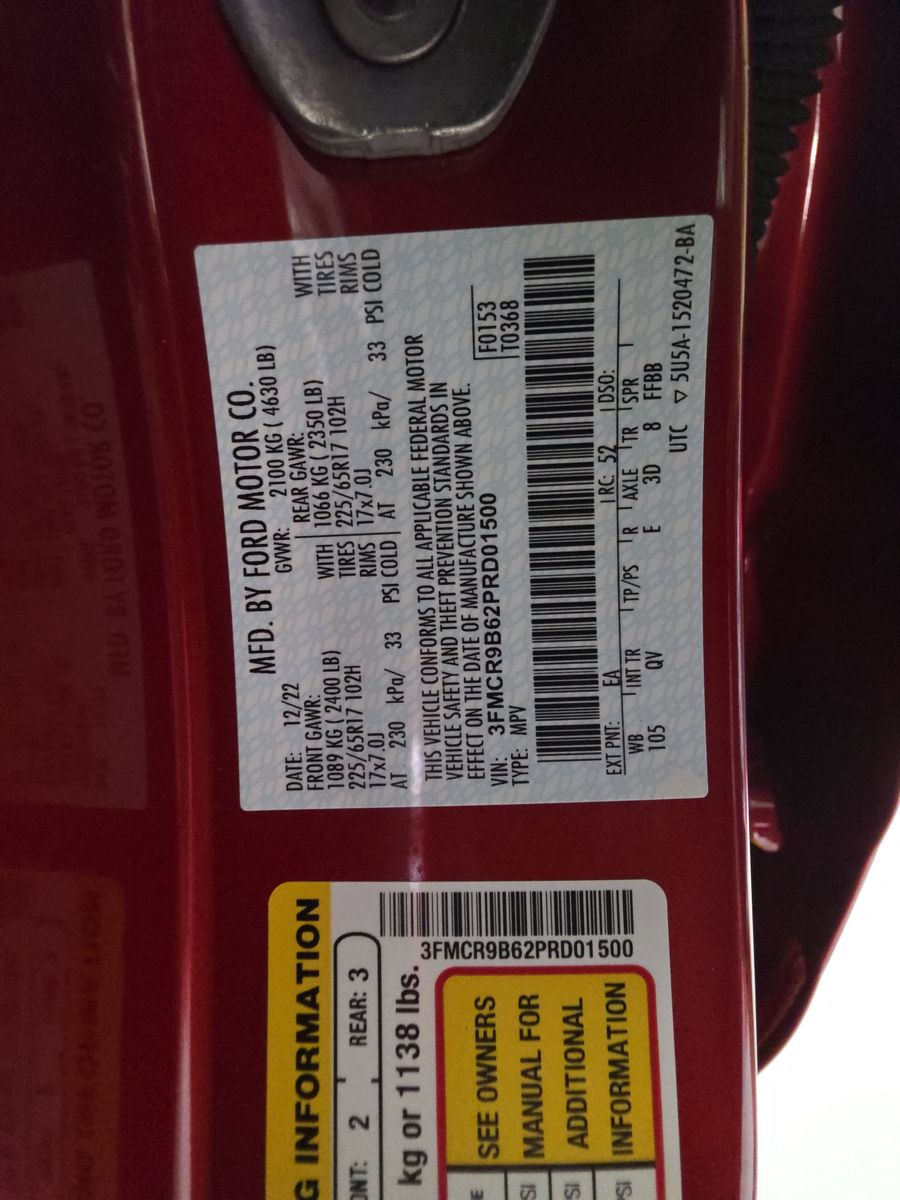 MFD. BY FORD MOTOR CO.
DATE: 12/22 GVWR: 2100 KG ( 4630 LB)
FRONT GAWR: REAR GAWR:
1089 KG ( 2400 LB) WITH 1066 KG ( 2350 LB) WITH
225/65R17 102H TIRES 225/65R17 102H TIRES
17x7.0J RIMS 17x7.0J RIMS
AT 230 kPa/ 33 PSI COLD AT 230 kPa/ 33 PSI COLD
THIS VEHICLE CONFORMS TO ALL APPLICABLE FEDERAL MOTOR
VEHICLE SAFETY AND THEFT PREVENTION STANDARDS IN
EFFECT ON THE DATE OF MANUFACTURE SHOWN ABOVE.
VIN: 3FMCR9B62PRD01500 F0153
TYPE: MPV T0368
EXT PNT: EA RC: 52 DSO:
WB INT TR TP/PS R AXLE TR SPR
105 QV E 3D 8 FFBB
UTC ▽ 5U5A-1520472-BA
G INFORMATION
ONT: 2 REAR: 3
kg or 1138 lbs.
3FMCR9B62PRD01500
SEE OWNERS
MANUAL FOR
ADDITIONAL
INFORMATION